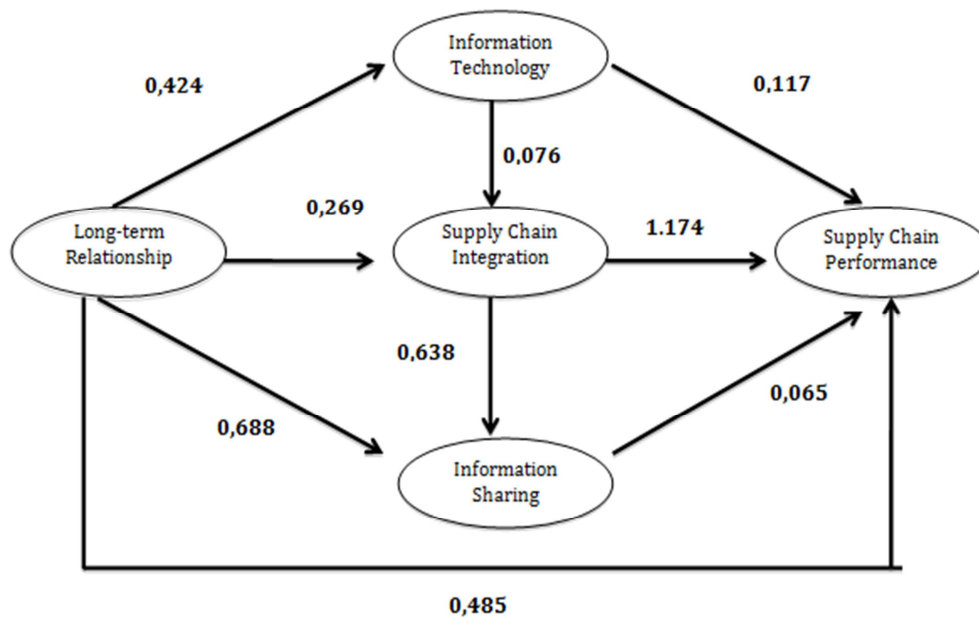 Information
Technology
0,424
0,117
0,076
0,269
1.174
Long-term
Relationship
Supply Chain
Integration
Supply Chain
Performance
0,638
0,688
0,065
Information
Sharing
0,485